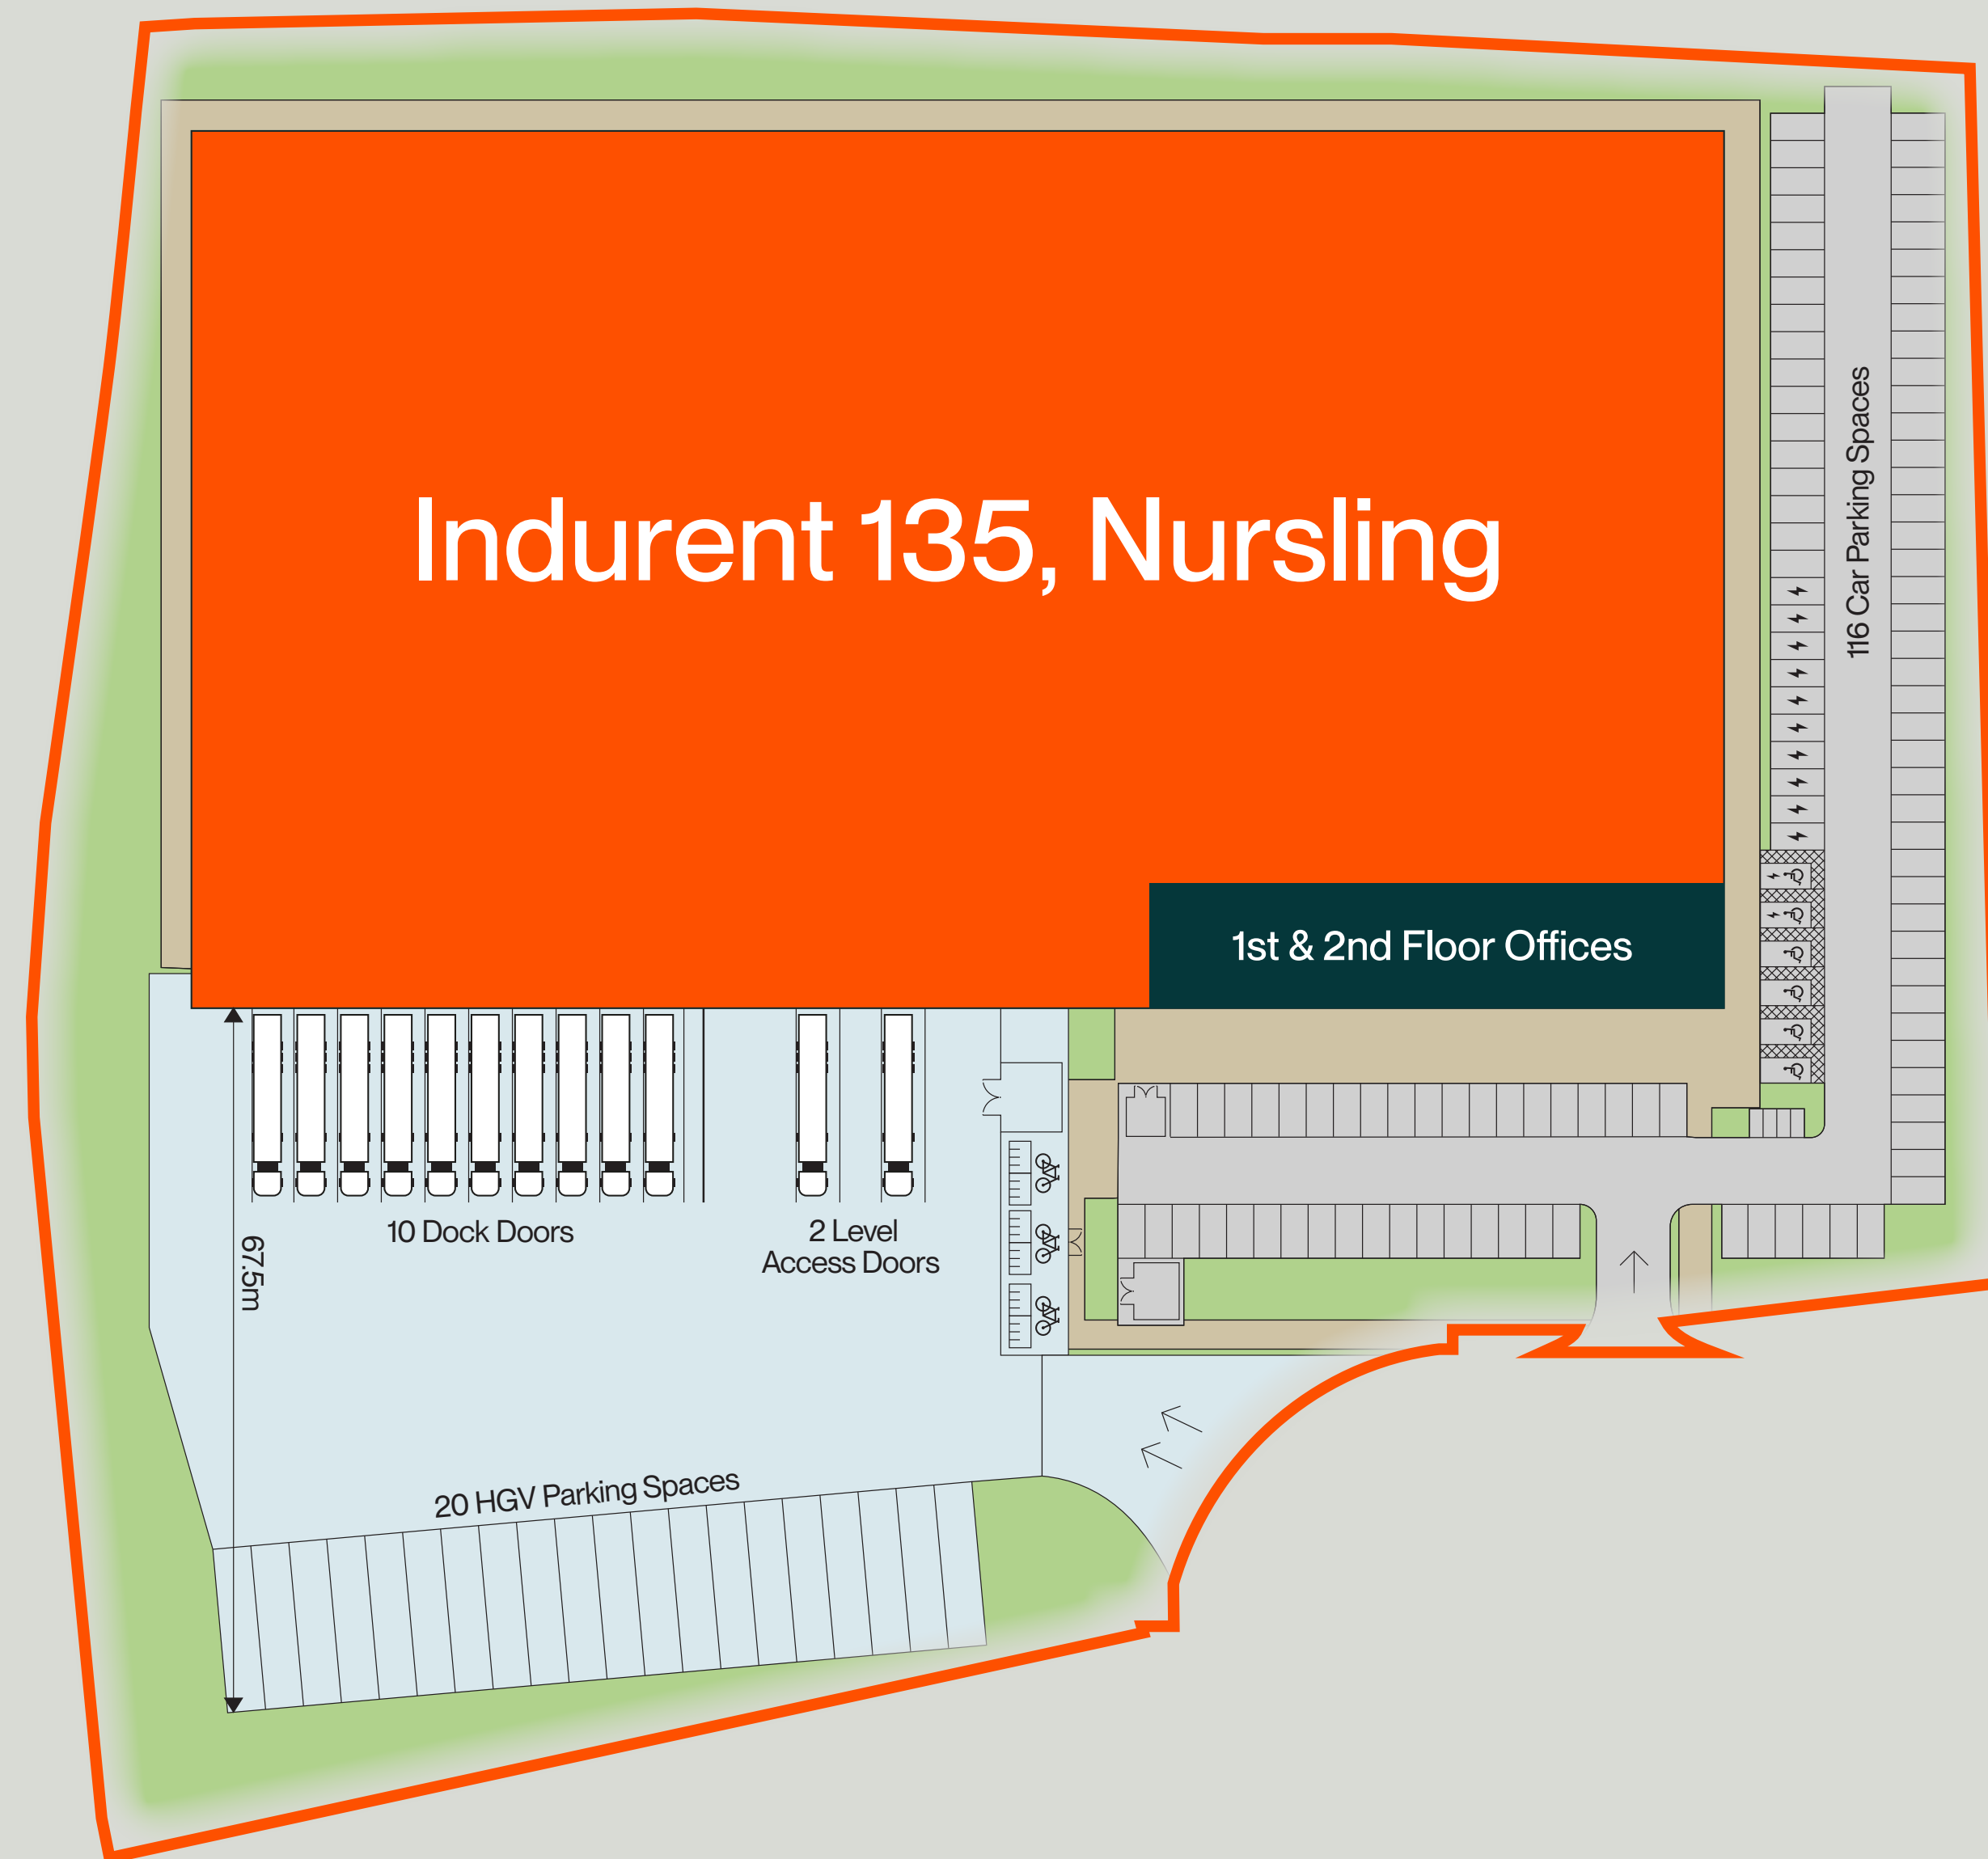 Indurent 135, Nursling
116 Car Parking Spaces
1st & 2nd Floor Offices
10 Dock Doors
2 Level
Access Doors
67.5m
20 HGV Parking Spaces